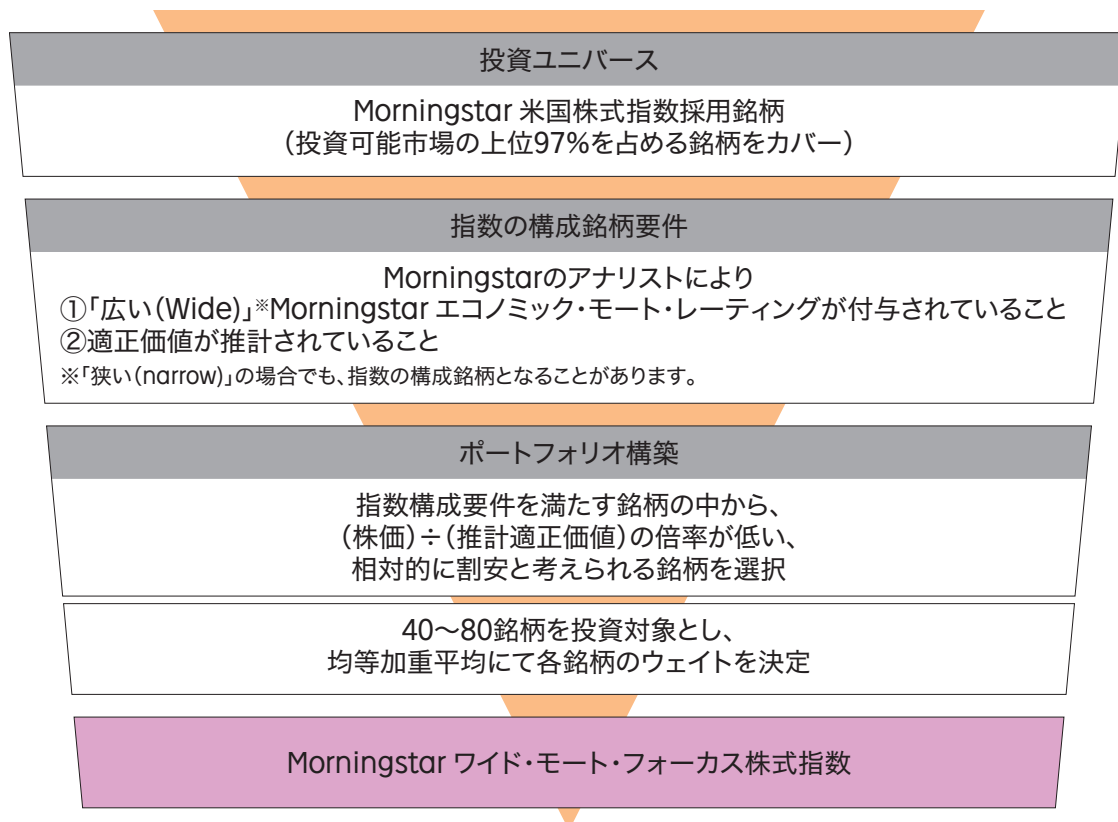 投資ユニバース
Morningstar 米国株式指数採用銘柄
（投資可能市場の上位97%を占める銘柄をカバー）
指数の構成銘柄要件
Morningstarのアナリストにより
①「広い（Wide）」※Morningstar エコノミック・モート・レーティングが付与されていること
②適正価値が推計されていること
※「狭い（narrow）」の場合でも、指数の構成銘柄となることがあります。
ポートフォリオ構築
指数構成要件を満たす銘柄の中から、
（株価）÷（推計適正価値）の倍率が低い、
相対的に割安と考えられる銘柄を選択
40～80銘柄を投資対象とし、
均等加重平均にて各銘柄のウェイトを決定
Morningstar ワイド・モート・フォーカス株式指数